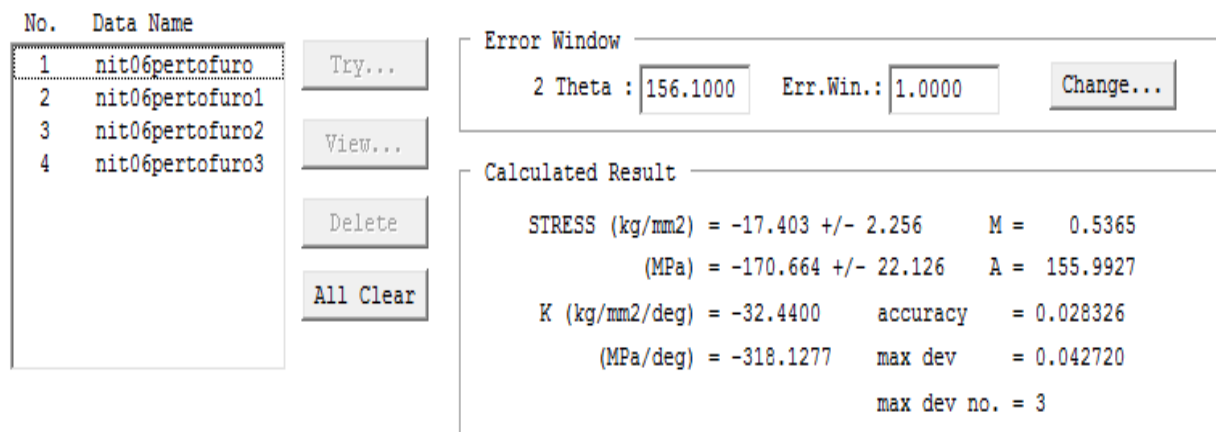 No. Data Name
1 nit06pertofuro
2 nit06pertofuro1
3 nit06pertofuro2
4 nit06pertofuro3
Try...
View...
Delete
All Clear
Error Window
2 Theta : 156.1000 Err.Win.: 1.0000 Change...
Calculated Result
STRESS (kg/mm2) = -17.403 +/- 2.256 M = 0.5365
(MPa) = -170.664 +/- 22.126 A = 155.9927
K (kg/mm2/deg) = -32.4400 accuracy = 0.028326
(MPa/deg) = -318.1277 max dev = 0.042720
max dev no. = 3